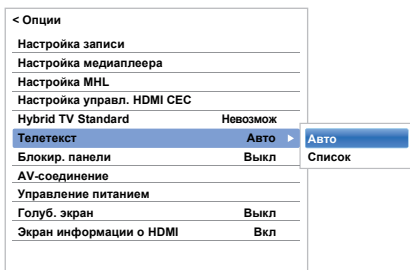 < Опции
Настройка записи
Настройка медиаплеера
Настройка MHL
Настройка управл. HDMI CEC
Hybrid TV Standard Невозмож
Телетекст Авто ▶ Авто
Блокир. панели Выкл Список
AV-соединение
Управление питанием
Голуб. экран Выкл
Экран информации о HDMI Вкл